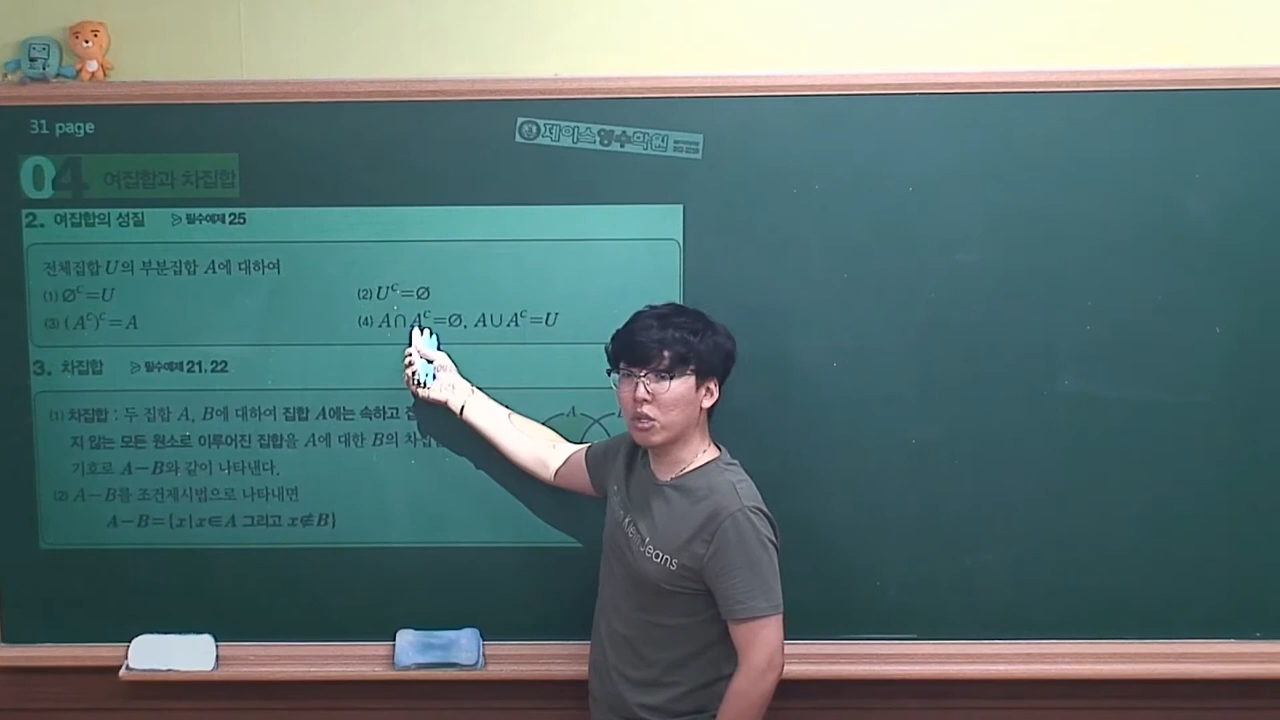 31 page
제이스영수학원
04 여집합과 차집합
2. 여집합의 성질 필수예제 25
전체집합 U의 부분집합 A에 대하여
(1) Ø^C=U (2) U^C=Ø
(3) (A^C)^C=A (4) A∩A^C=Ø, A∪A^C=U
3. 차집합 필수예제 21, 22
(1) 차집합 : 두 집합 A, B에 대하여 집합 A에는 속하고
A
지 않는 모든 원소로 이루어진 집합을 A에 대한 B의 차집
기호로 A-B와 같이 나타낸다.
(2) A-B를 조건제시법으로 나타내면
A-B={x|x∈A 그리고 x∉B}
Klein Jeans